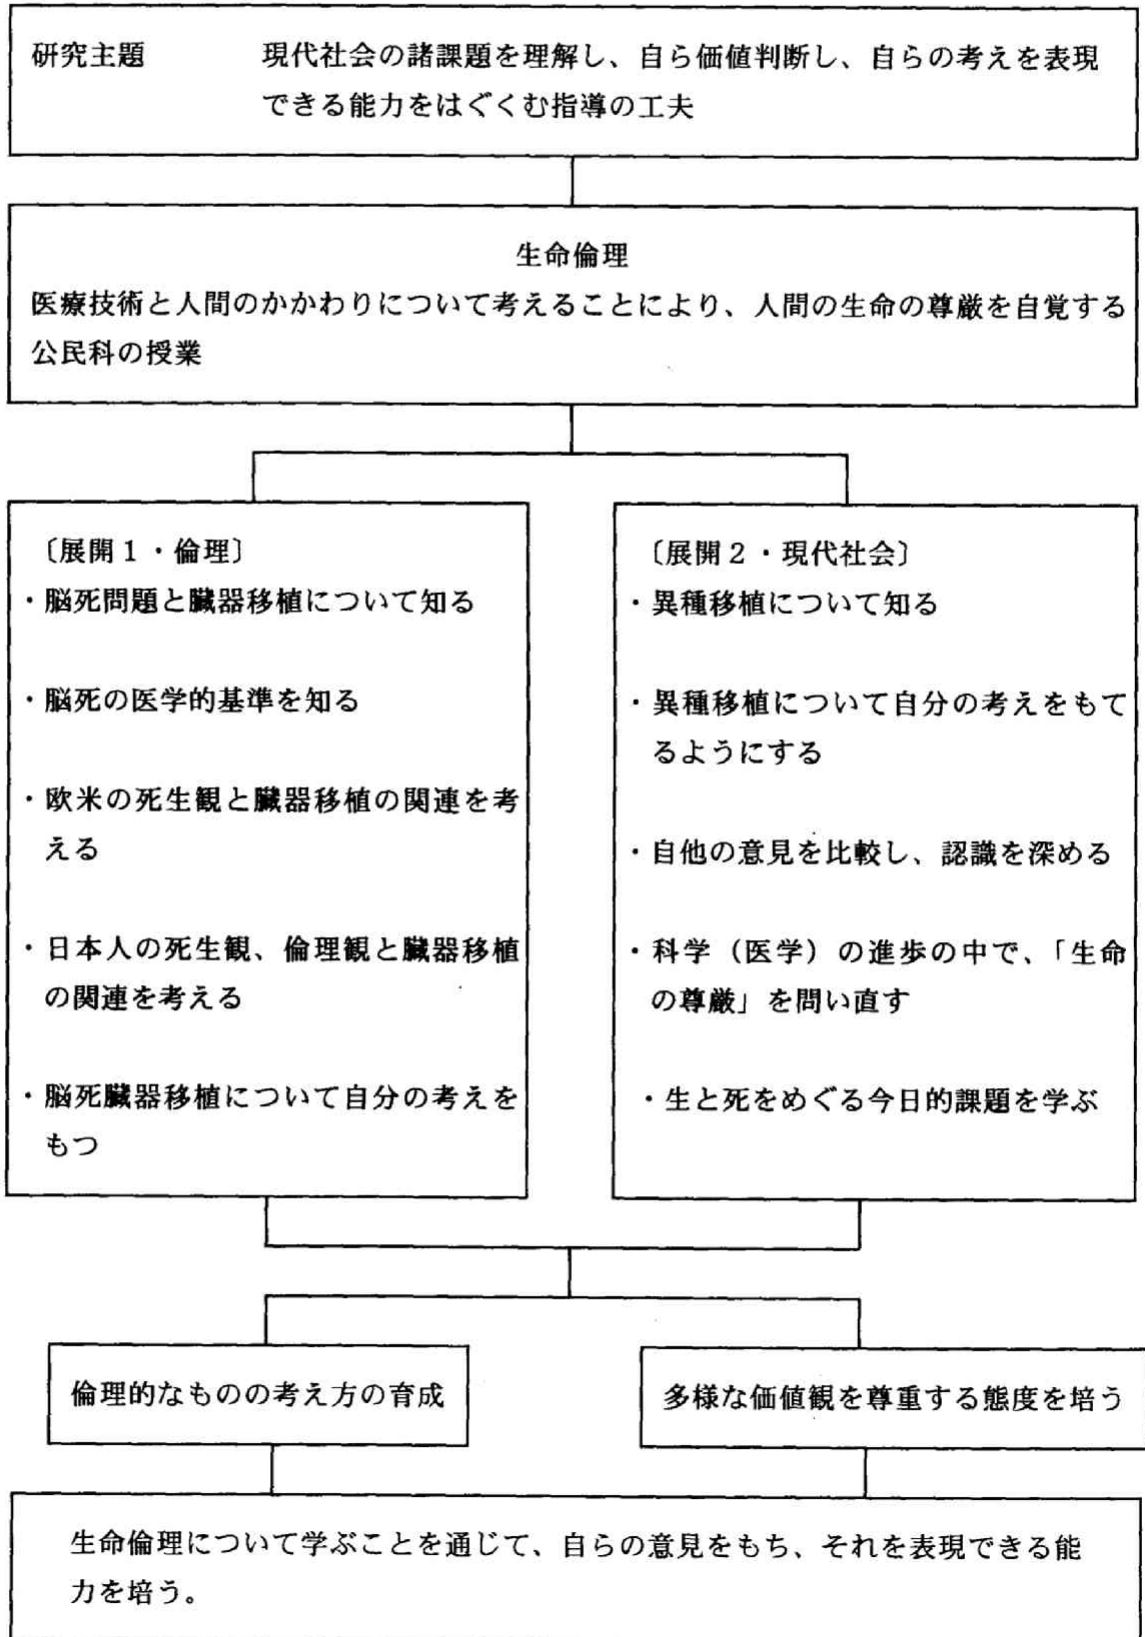 研究主題 現代社会の諸課題を理解し、自ら価値判断し、自らの考えを表現
できる能力をはぐくむ指導の工夫
生命倫理
医療技術と人間のかかわりについて考えることにより、人間の生命の尊厳を自覚する
公民科の授業
〔展開1・倫理〕
・脳死問題と臓器移植について知る
・脳死の医学的基準を知る
・欧米の死生観と臓器移植の関連を考
える
・日本人の死生観、倫理観と臓器移植
の関連を考える
・脳死臓器移植について自分の考えを
もつ
〔展開2・現代社会〕
・異種移植について知る
・異種移植について自分の考えをもて
るようにする
・自他の意見を比較し、認識を深める
・科学（医学）の進歩の中で、「生命
の尊厳」を問い直す
・生と死をめぐる今日的課題を学ぶ
倫理的なものの考え方の育成
多様な価値観を尊重する態度を培う
生命倫理について学ぶことを通じて、自らの意見をもち、それを表現できる能
力を培う。